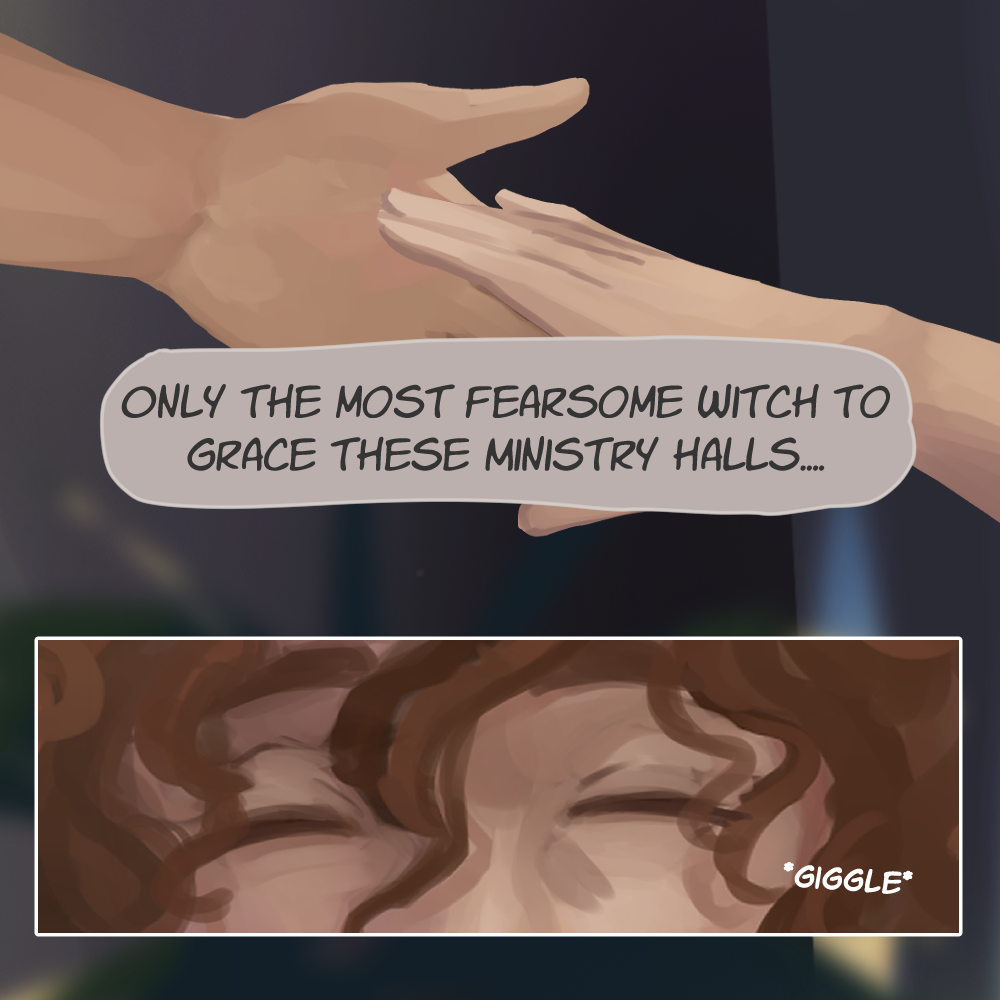 ONLY THE MOST FEARSOME WITCH TO
GRACE THESE MINISTRY HALLS....
*GIGGLE*